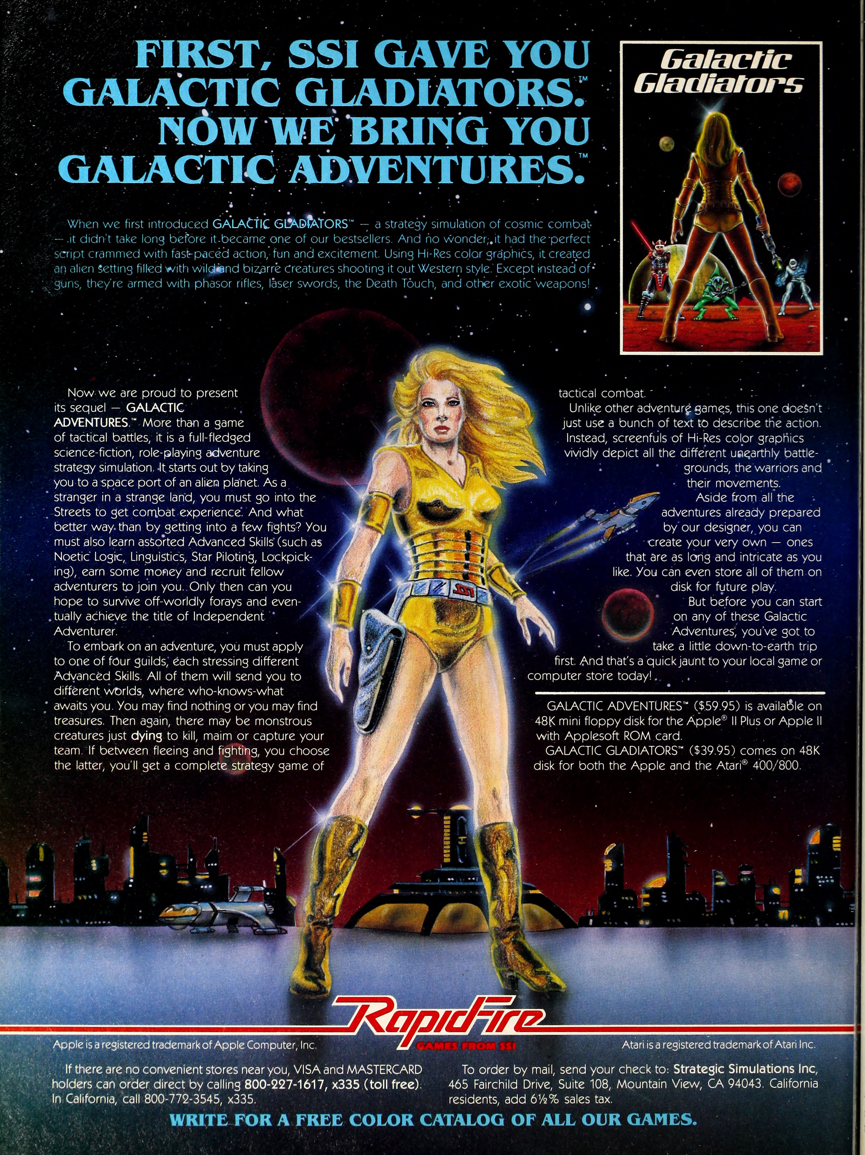 FIRST, SSI GAVE YOU
GALACTIC GLADIATORS.™
NOW WE BRING YOU
GALACTIC ADVENTURES.™
Galactic
Gladiators
When we first introduced GALACTIC GLADIATORS™ — a strategy simulation of cosmic combat
— it didn't take long before it became one of our bestsellers. And no wonder, it had the perfect
script crammed with fast-paced action, fun and excitement. Using Hi-Res color graphics, it created
an alien setting filled with wild and bizarre creatures shooting it out Western style. Except instead of
guns, they're armed with phasor rifles, laser swords, the Death Touch, and other exotic weapons!
Now we are proud to present
its sequel — GALACTIC
ADVENTURES.™ More than a game
of tactical battles, it is a full-fledged
science-fiction, role-playing adventure
strategy simulation. It starts out by taking
you to a space port of an alien planet. As a
stranger in a strange land, you must go into the
Streets to get combat experience. And what
better way than by getting into a few fights? You
must also learn assorted Advanced Skills (such as
Noetic Logic, Linguistics, Star Piloting, Lockpick-
ing), earn some money and recruit fellow
adventurers to join you. Only then can you
hope to survive off-worldly forays and even-
tually achieve the title of Independent
Adventurer.
To embark on an adventure, you must apply
to one of four guilds, each stressing different
Advanced Skills. All of them will send you to
different worlds, where who-knows-what
awaits you. You may find nothing or you may find
treasures. Then again, there may be monstrous
creatures just dying to kill, maim or capture your
team. If between fleeing and fighting, you choose
the latter, you'll get a complete strategy game of
tactical combat.
Unlike other adventure games, this one doesn't
just use a bunch of text to describe the action.
Instead, screenfuls of Hi-Res color graphics
vividly depict all the different unearthly battle-
grounds, the warriors and
their movements.
Aside from all the
adventures already prepared
by our designer, you can
create your very own — ones
that are as long and intricate as you
like. You can even store all of them on
disk for future play.
But before you can start
on any of these Galactic
Adventures, you've got to
take a little down-to-earth trip
first. And that's a quick jaunt to your local game or
computer store today!
GALACTIC ADVENTURES™ ($59.95) is available on
48K mini floppy disk for the Apple® II Plus or Apple II
with Applesoft ROM card.
GALACTIC GLADIATORS™ ($39.95) comes on 48K
disk for both the Apple and the Atari® 400/800.
SSI
RapidFire
GAMES FROM SSI
Apple is a registered trademark of Apple Computer, Inc.
Atari is a registered trademark of Atari Inc.
If there are no convenient stores near you, VISA and MASTERCARD
holders can order direct by calling 800-227-1617, x335 (toll free).
In California, call 800-772-3545, x335.
To order by mail, send your check to: Strategic Simulations Inc,
465 Fairchild Drive, Suite 108, Mountain View, CA 94043. California
residents, add 6½% sales tax.
WRITE FOR A FREE COLOR CATALOG OF ALL OUR GAMES.